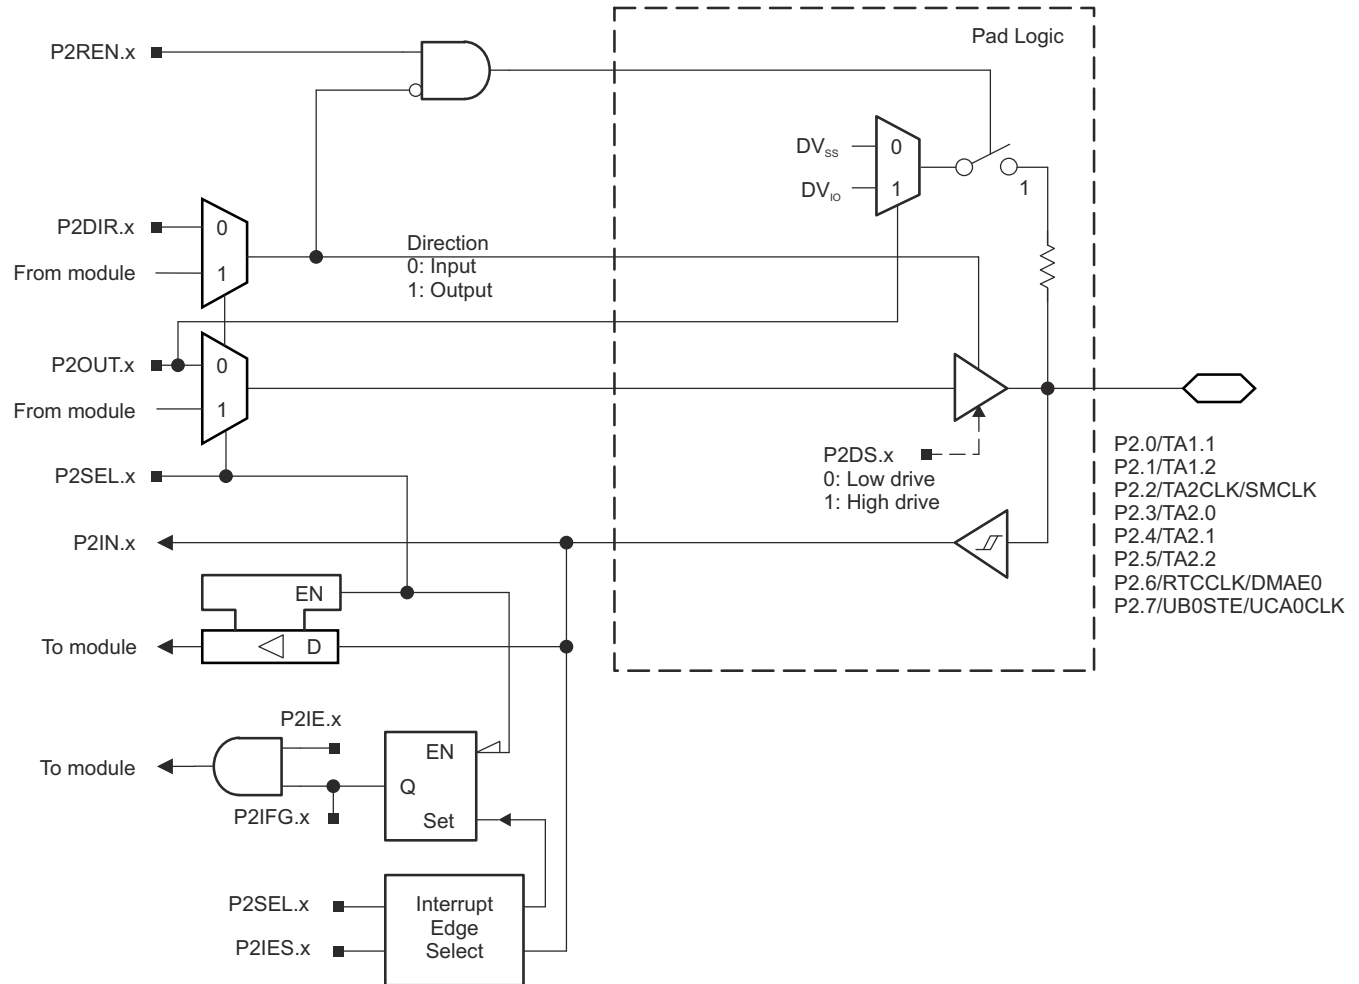 Pad Logic
P2REN.x
DVSS
0
DVIO
1
1
P2DIR.x
0
From module
1
Direction
0: Input
1: Output
P2OUT.x
0
From module
1
P2SEL.x
P2DS.x
0: Low drive
1: High drive
P2.0/TA1.1
P2.1/TA1.2
P2.2/TA2CLK/SMCLK
P2.3/TA2.0
P2.4/TA2.1
P2.5/TA2.2
P2.6/RTCCLK/DMAE0
P2.7/UB0STE/UCA0CLK
P2IN.x
EN
To module
D
P2IE.x
EN
To module
Q
P2IFG.x
Set
P2SEL.x
P2IES.x
Interrupt
Edge
Select